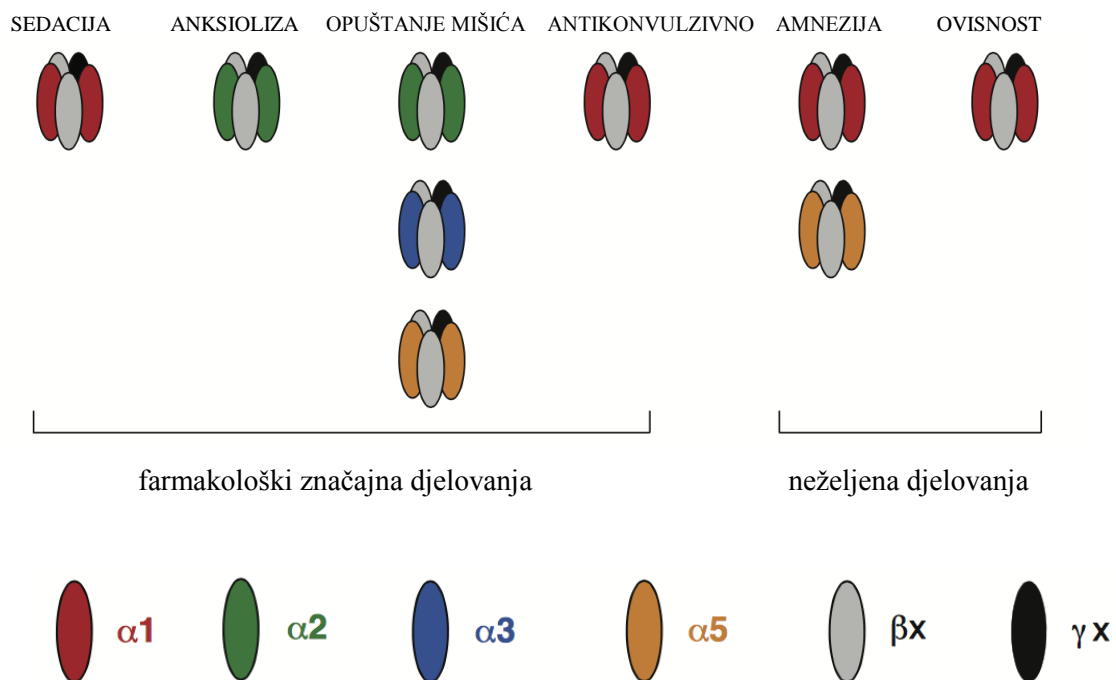 SEDACIJA ANKSIOLIZA OPUŠTANJE MIŠIĆA ANTIKONVULZIVNO AMNEZIJA OVISNOST
farmakološki značajna djelovanja neželjena djelovanja
α1 α2 α3 α5 βx γx